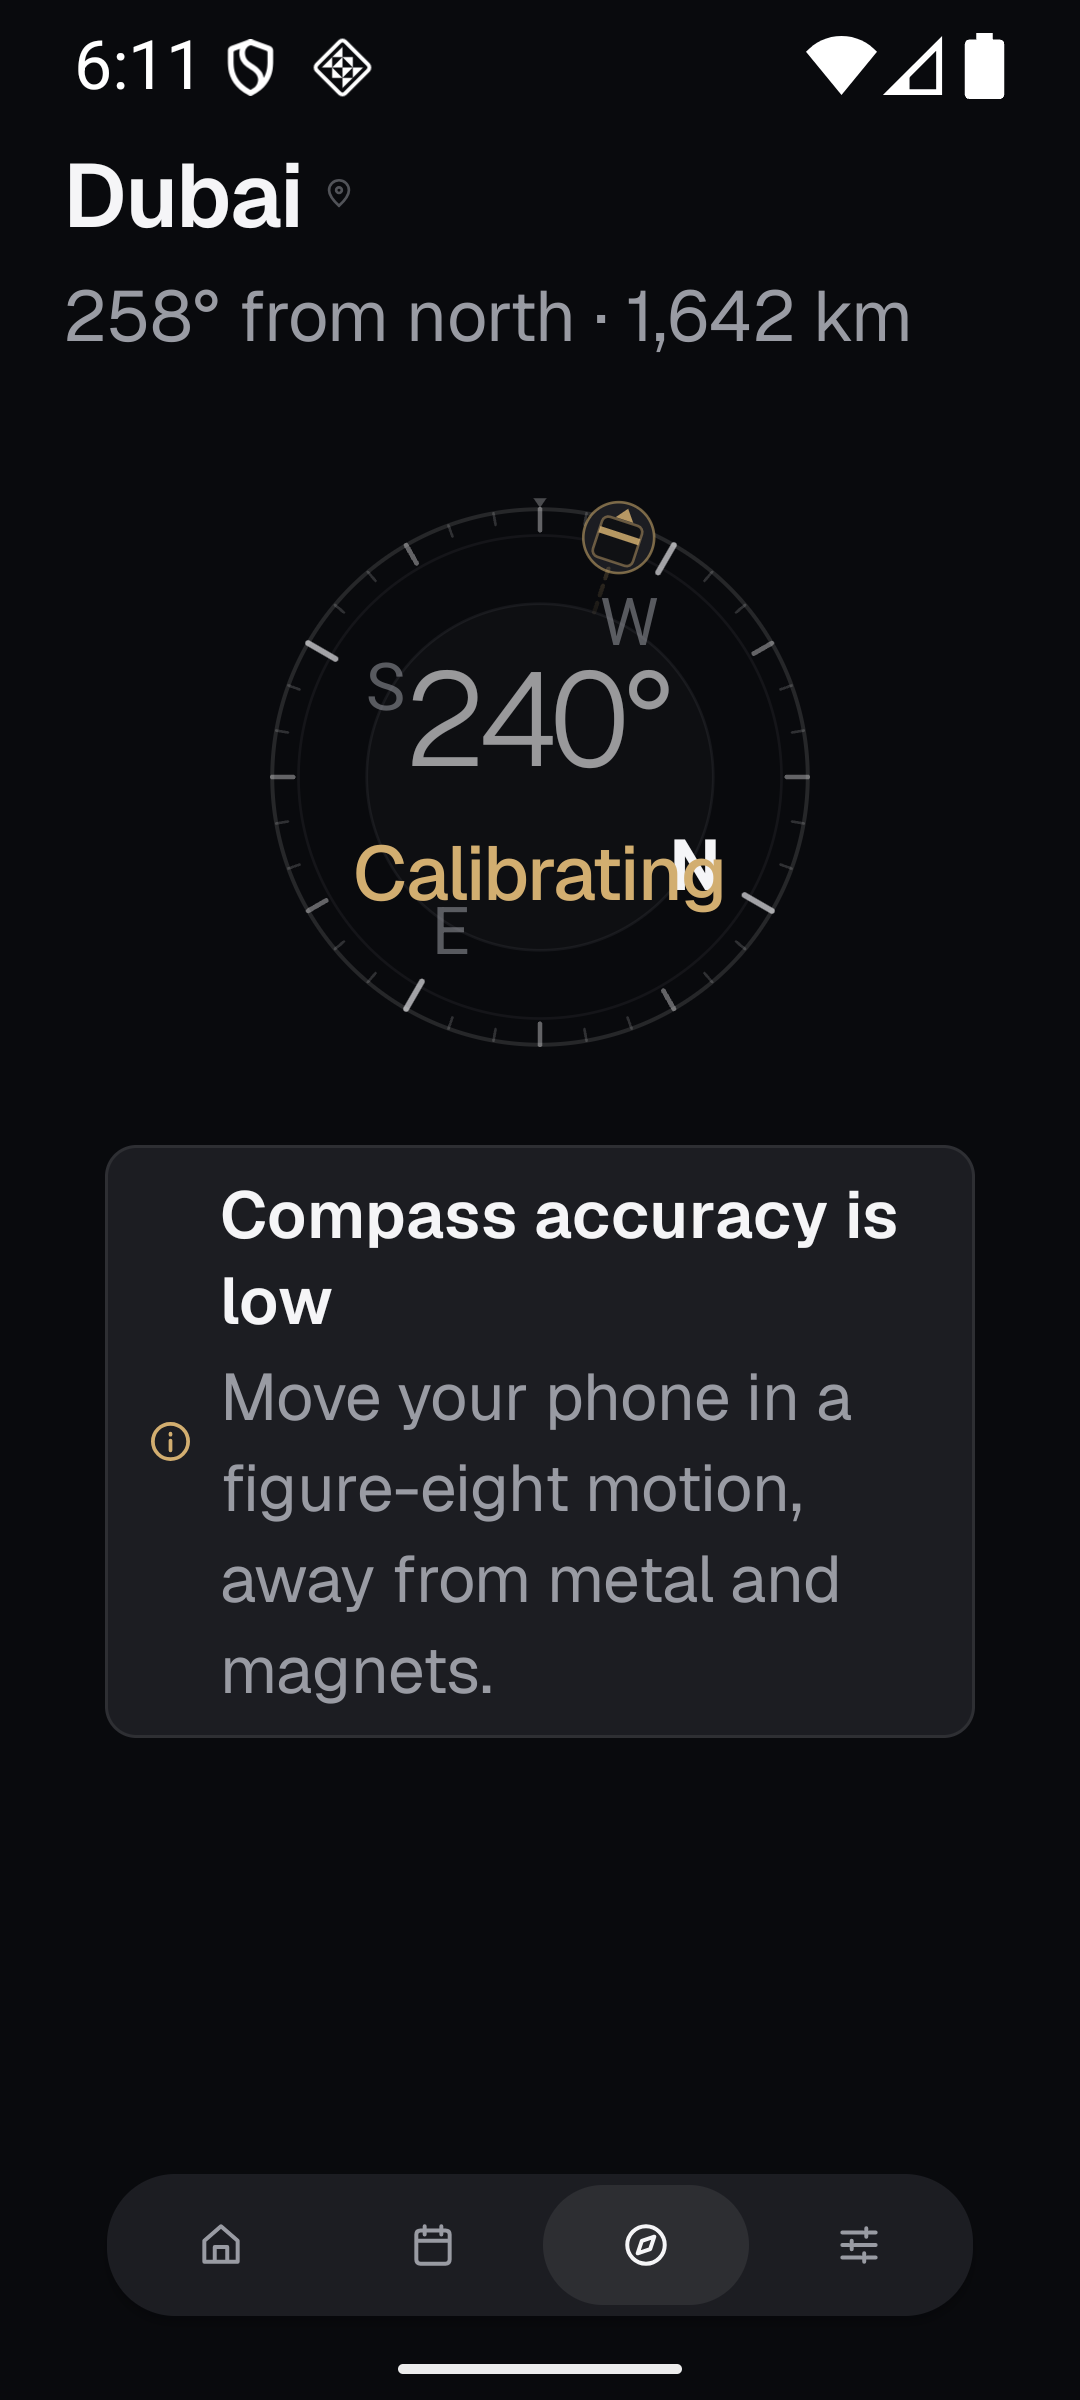 6:11
Dubai
258° from north · 1,642 km
W
S
240°
N
Calibrating
E
Compass accuracy is
low
Move your phone in a
figure-eight motion,
away from metal and
magnets.